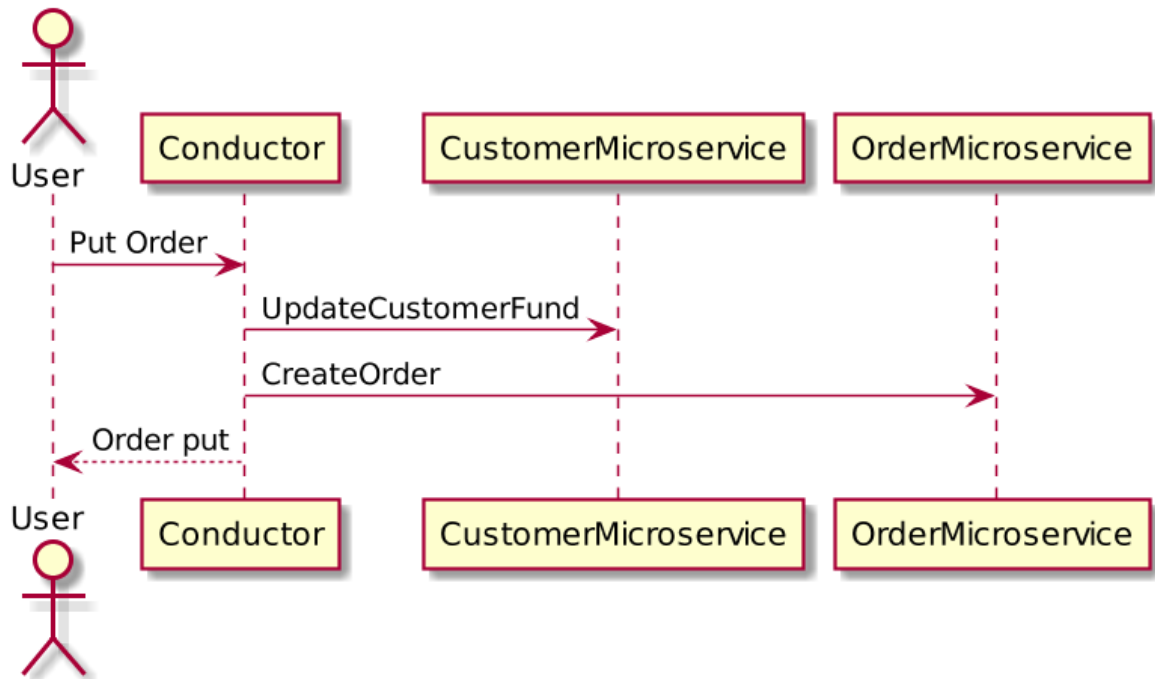 User
Conductor
CustomerMicroservice
OrderMicroservice
Put Order
UpdateCustomerFund
CreateOrder
Order put
User
Conductor
CustomerMicroservice
OrderMicroservice